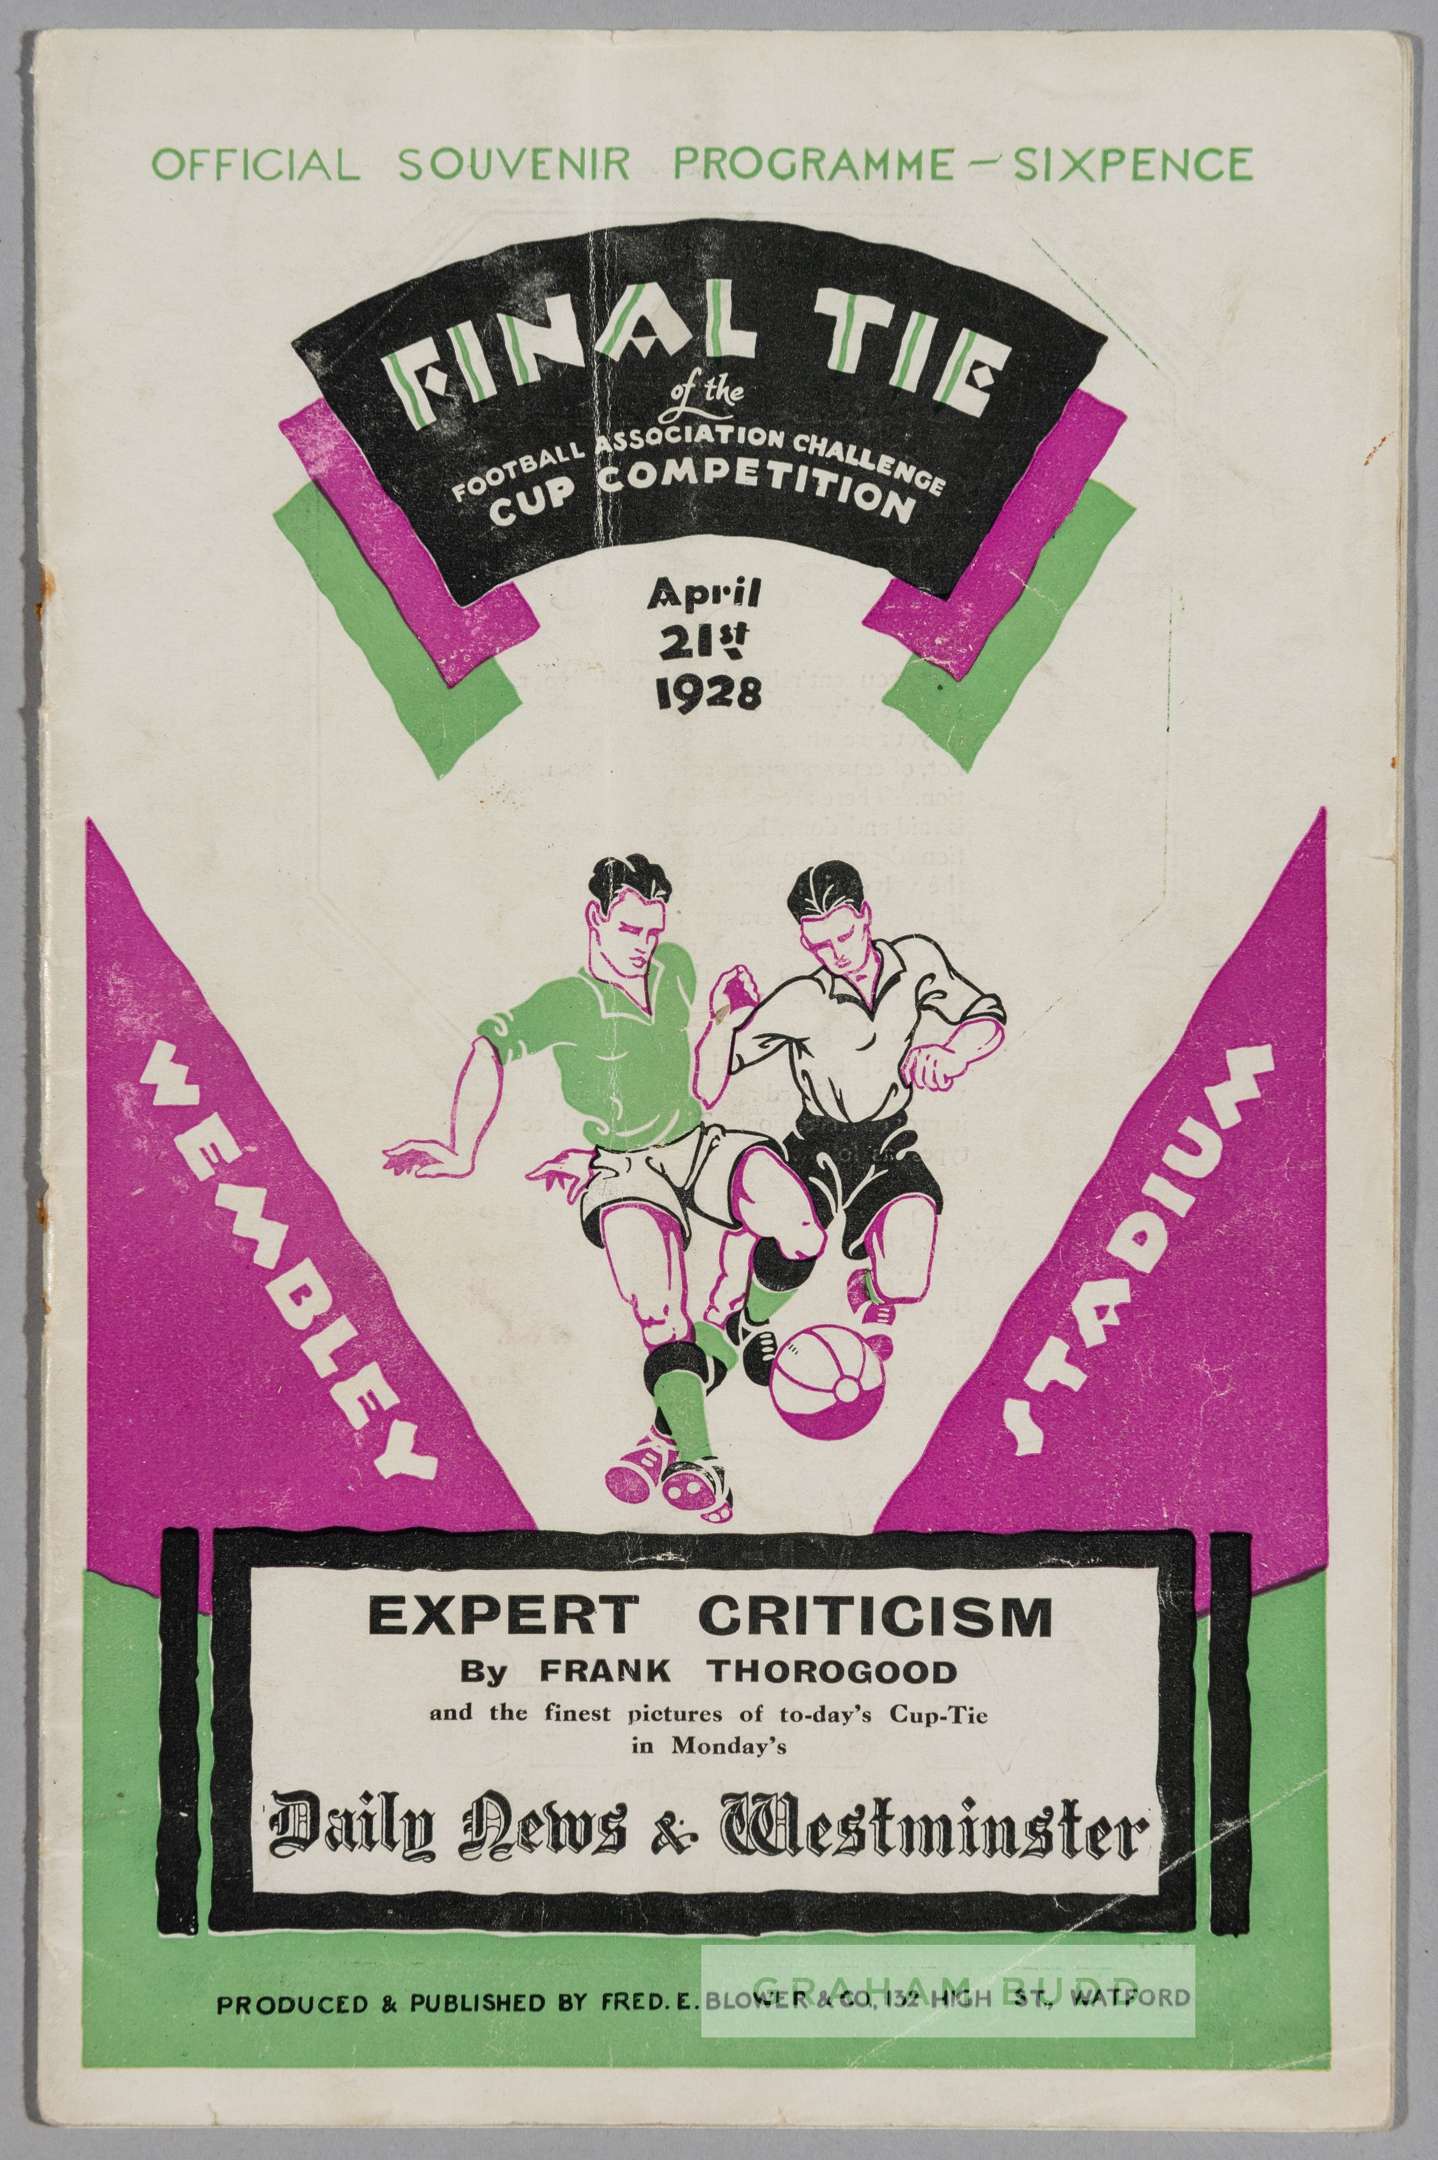 OFFICIAL SOUVENIR PROGRAMME – SIXPENCE
FINAL TIE
of the
FOOTBALL ASSOCIATION CHALLENGE
CUP COMPETITION
April
21st
1928
WEMBLEY
STADIUM
EXPERT CRITICISM
By FRANK THOROGOOD
and the finest pictures of to-day's Cup-Tie
in Monday's
Daily News & Westminster
PRODUCED & PUBLISHED BY FRED. E. BLOWER & CO, 132 HIGH ST., WATFORD
GRAHAM BUDD